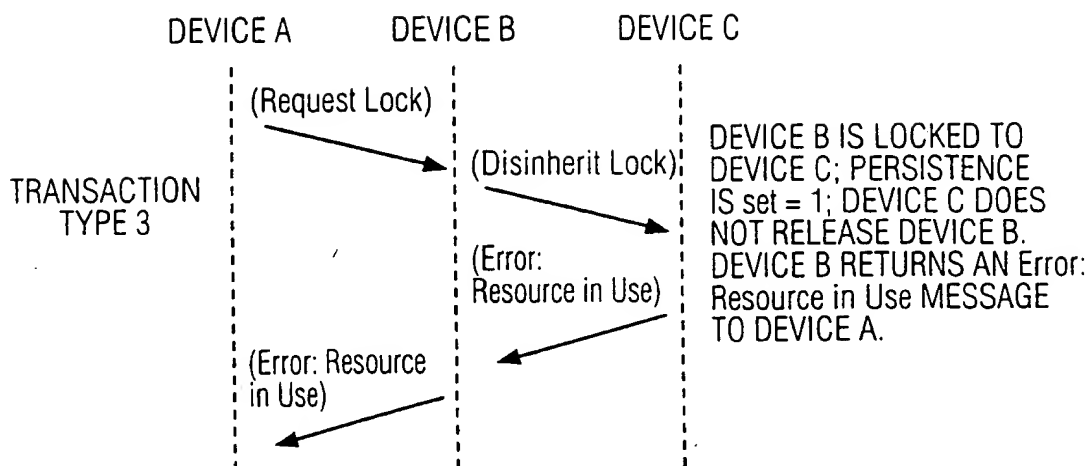 DEVICE A DEVICE B DEVICE C
(Request Lock)
(Disinherit Lock)
TRANSACTION
TYPE 3
(Error:
Resource in Use)
(Error: Resource
in Use)
DEVICE B IS LOCKED TO
DEVICE C; PERSISTENCE
IS set = 1; DEVICE C DOES
NOT RELEASE DEVICE B.
DEVICE B RETURNS AN Error:
Resource in Use MESSAGE
TO DEVICE A.